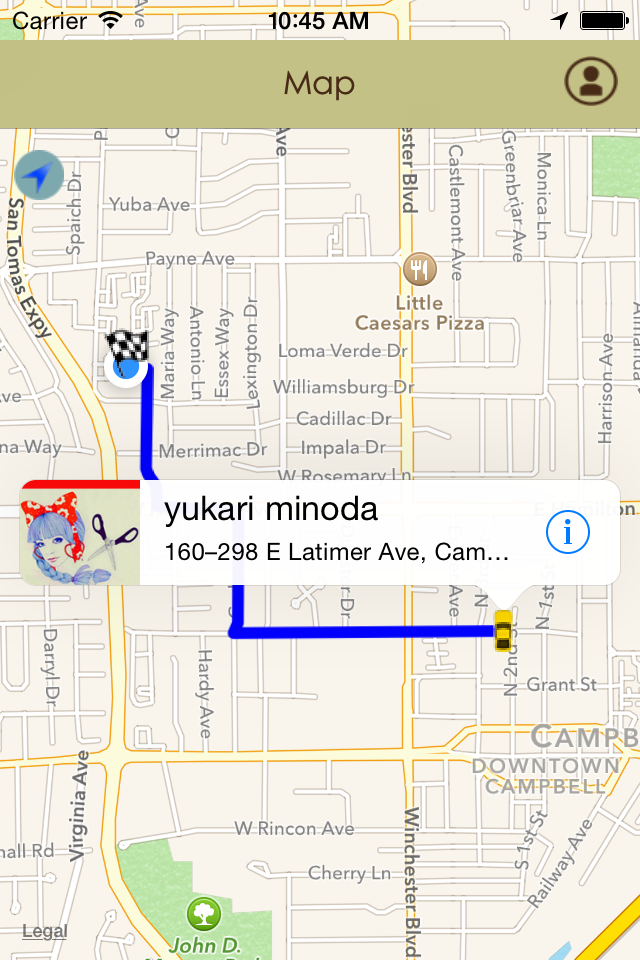 Carrier
10:45 AM
Map
Ave
San Tomas Expy
Spaich Dr
Yuba Ave
Payne Ave
Ave
Castlemont Ave
Greenbriar Ave
Monica Ln
Little
Caesars Pizza
Maria Way
Antonio Ln
Essex Way
Lexington Dr
Loma Verde Dr
Williamsburg Dr
Cadillac Dr
Impala Dr
W Rosemary Ln
Merrimac Dr
Harrison Ave
yukari minoda
160–298 E Latimer Ave, Cam...
Darryl Dr
Hardy Ave
Dr
Ave
N 1st
N 2nd S
Grant St
CAMPB
DOWNTOWN
CAMPBELL
Virginia Ave
W Rincon Ave
Cherry Ln
Winchester Blvd
S 1st St
Railway Ave
John D.
Legal